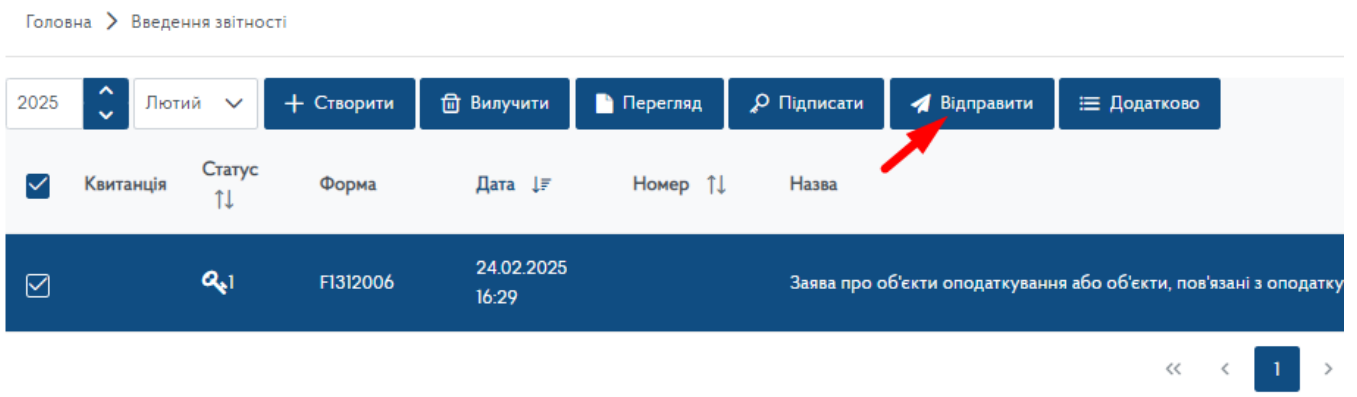 Головна > Введення звітності
2025 Лютий + Створити Вилучити Перегляд Підписати Відправити Додатково
Квитанція Статус Форма Дата Номер Назва
1 F1312006 24.02.2025 Заява про об'єкти оподаткування або об'єкти, пов'язані з оподатку
16:29
<< < 1 >